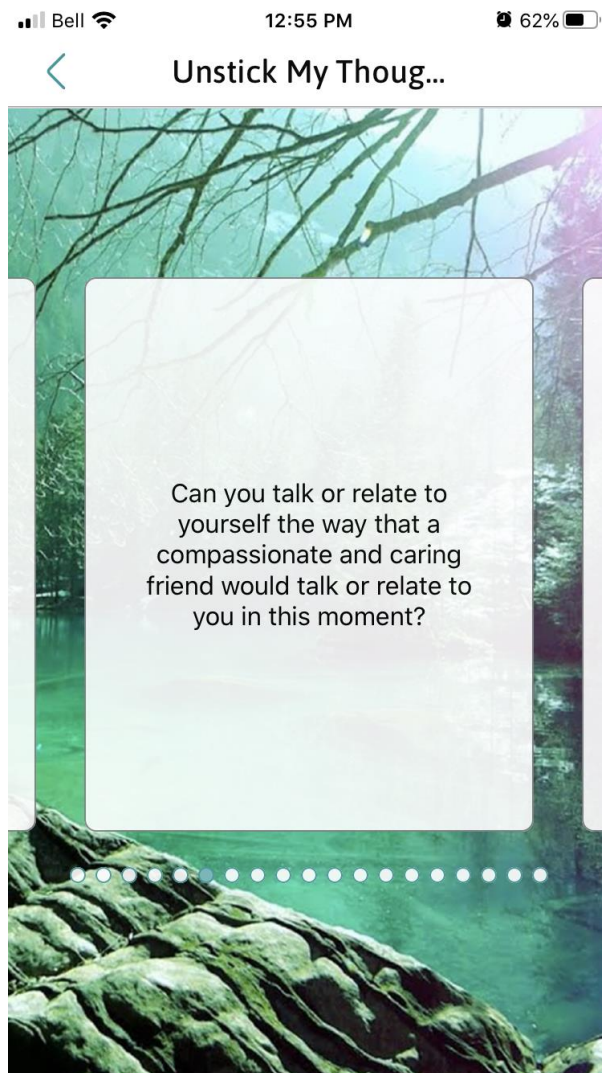 Bell 12:55 PM 62%
Unstick My Thoug...
Can you talk or relate to
yourself the way that a
compassionate and caring
friend would talk or relate to
you in this moment?